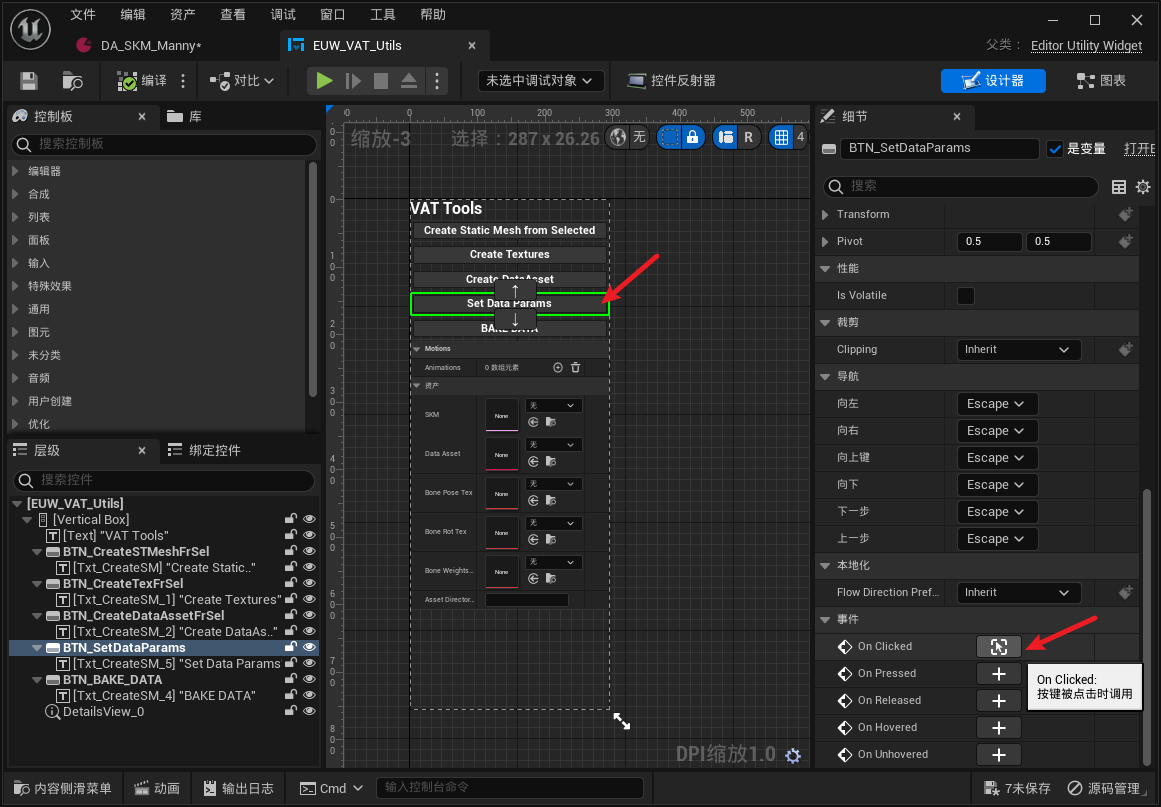 文件 编辑 资产 查看 调试 窗口 工具 帮助
DA_SKM_Manny*
EUW_VAT_Utils
父类： Editor Utility Widget
编译
对比
未选中调试对象
控件反射器
设计器
图表
控制板
库
搜索控制板
编辑器
合成
列表
面板
输入
特殊效果
通用
图元
未分类
音频
用户创建
优化
层级
绑定控件
搜索控件
[EUW_VAT_Utils]
[Vertical Box]
[Text] "VAT Tools"
BTN_CreateSTMeshFrSel
[Txt_CreateSM] "Create Static.."
BTN_CreateTexFrSel
[Txt_CreateSM_1] "Create Textures"
BTN_CreateDataAssetFrSel
[Txt_CreateSM_2] "Create DataAs.."
BTN_SetDataParams
[Txt_CreateSM_5] "Set Data Params
BTN_BAKE_DATA
[Txt_CreateSM_4] "BAKE DATA"
DetailsView_0
0 100 200 300 400 500
0
100
200
300
400
500
600
700
800
缩放-3
选择：287 x 26.26
无
R
4
VAT Tools
Create Static Mesh from Selected
Create Textures
Create DataAsset
Set Data Params
BAKE DATA
Motions
Animations 0 数组元素
资产
SKM None 无
Data Asset None 无
Bone Pose Tex None 无
Bone Rot Tex None 无
Bone Weights... None 无
Asset Director...
DPI缩放1.0
细节
BTN_SetDataParams
是变量
打开E
搜索
Transform
Pivot 0.5 0.5
性能
Is Volatile
裁剪
Clipping Inherit
导航
向左 Escape
向右 Escape
向上键 Escape
向下 Escape
下一步 Escape
上一步 Escape
本地化
Flow Direction Pref... Inherit
事件
On Clicked
On Pressed
On Released
On Hovered
On Unhovered
On Clicked:
按键被点击时调用
内容侧滑菜单
动画
输出日志
Cmd
输入控制台命令
7未保存
源码管理